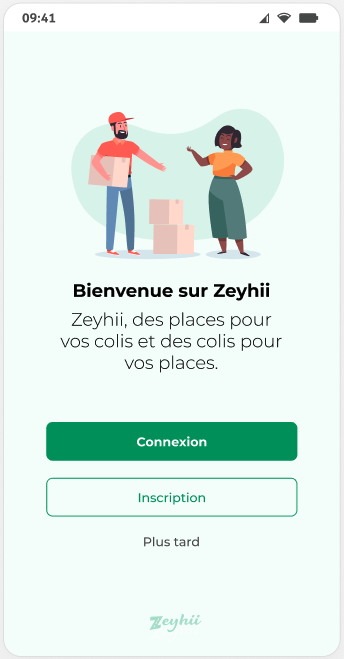 09:41
Bienvenue sur Zeyhii
Zeyhii, des places pour
vos colis et des colis pour
vos places.
Connexion
Inscription
Plus tard
Zeyhii